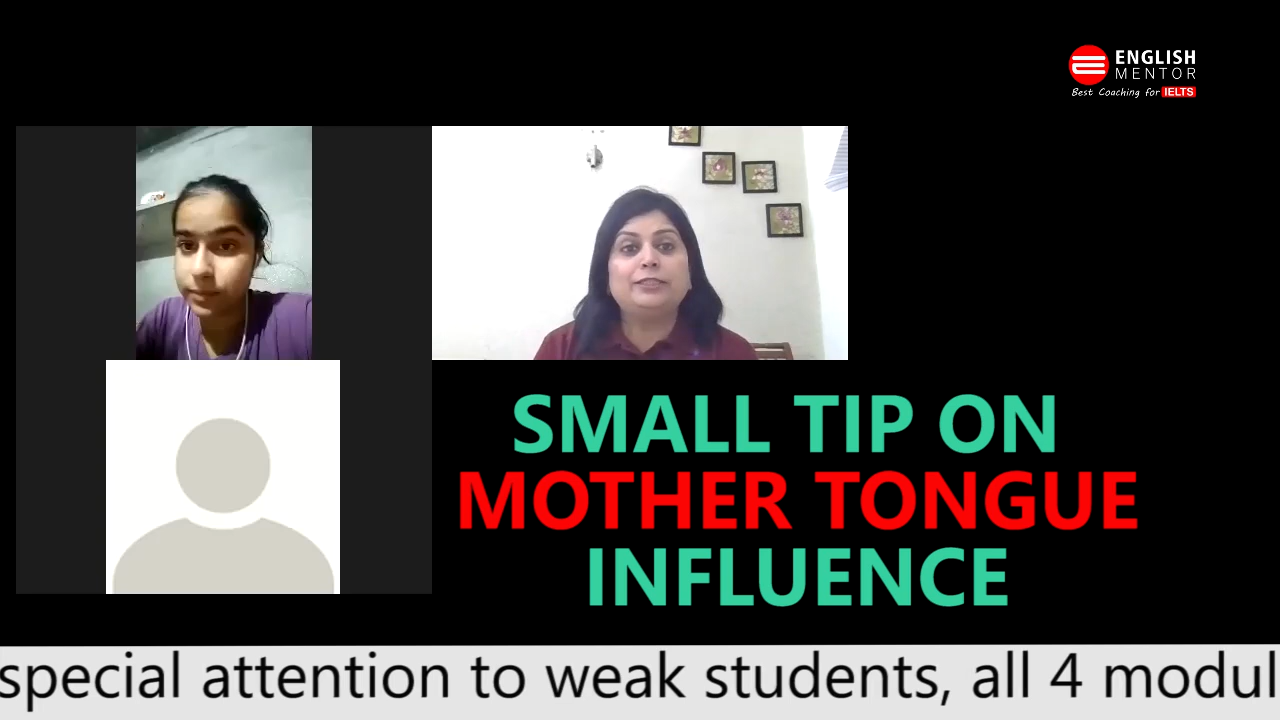 ENGLISH
MENTOR
Best Coaching for IELTS
SMALL TIP ON
MOTHER TONGUE
INFLUENCE
special attention to weak students, all 4 modul